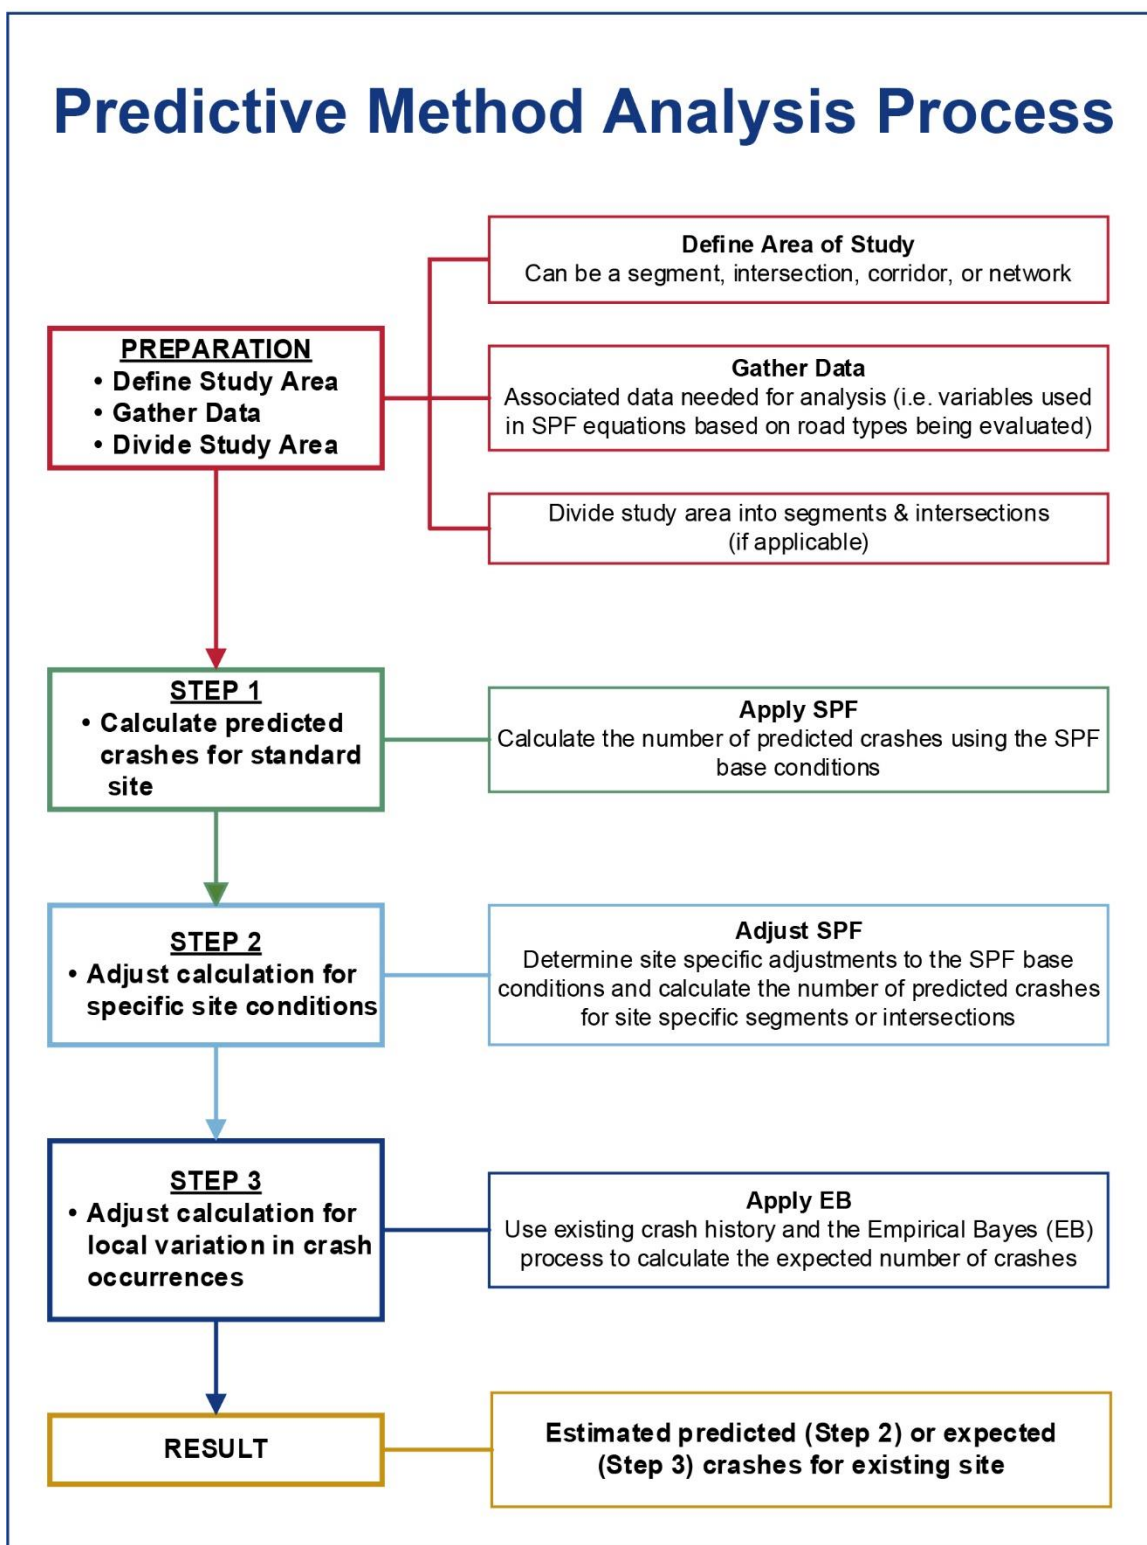 Predictive Method Analysis Process
PREPARATION
• Define Study Area
• Gather Data
• Divide Study Area
Define Area of Study
Can be a segment, intersection, corridor, or network
Gather Data
Associated data needed for analysis (i.e. variables used
in SPF equations based on road types being evaluated)
Divide study area into segments & intersections
(if applicable)
STEP 1
• Calculate predicted
crashes for standard
site
Apply SPF
Calculate the number of predicted crashes using the SPF
base conditions
STEP 2
• Adjust calculation for
specific site conditions
Adjust SPF
Determine site specific adjustments to the SPF base
conditions and calculate the number of predicted crashes
for site specific segments or intersections
STEP 3
• Adjust calculation for
local variation in crash
occurrences
Apply EB
Use existing crash history and the Empirical Bayes (EB)
process to calculate the expected number of crashes
RESULT
Estimated predicted (Step 2) or expected
(Step 3) crashes for existing site